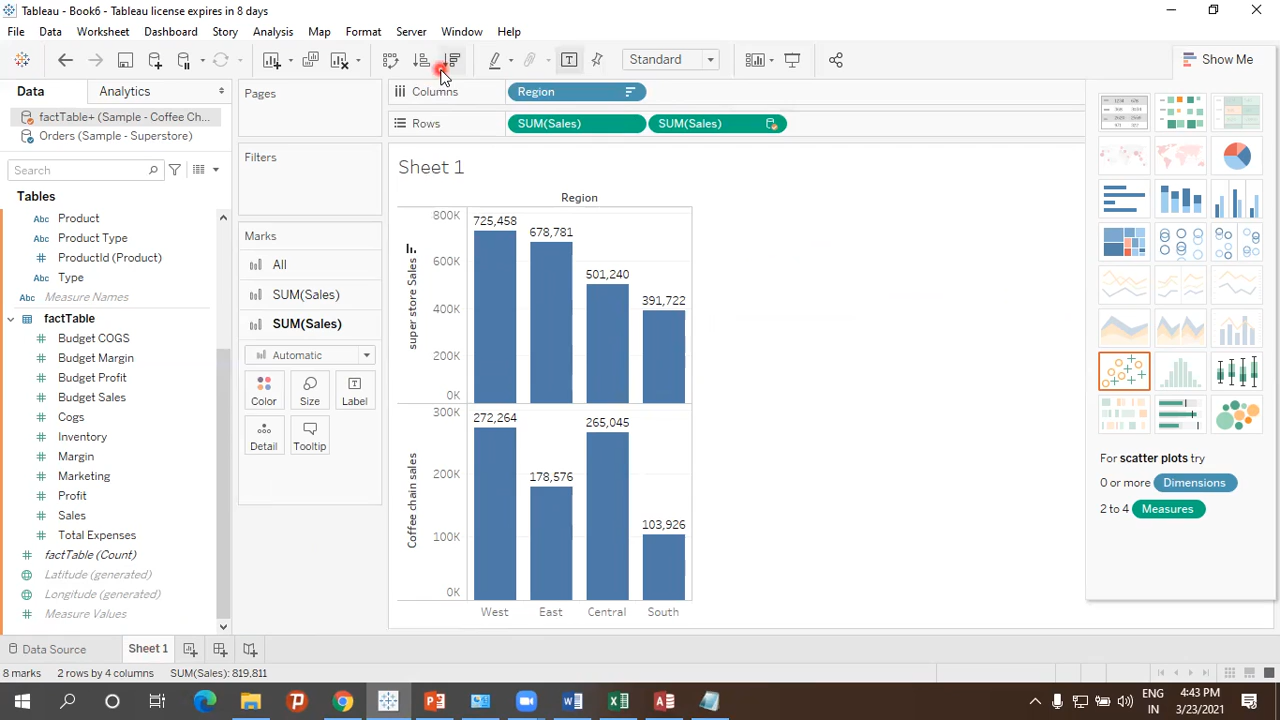 Tableau - Book6 - Tableau license expires in 8 days
File Data Worksheet Dashboard Story Analysis Map Format Server Window Help
Standard
Show Me
Data Analytics
Pages
Columns Region
factTable+ (Sample - Coffee Ch...
Orders (Sample - Superstore)
Rows SUM(Sales) SUM(Sales)
Search
Filters
Sheet 1
Tables
Region
Abc Product
Abc Product Type
Abc ProductId (Product)
Abc Type
Abc Measure Names
factTable
# Budget COGS
# Budget Margin
# Budget Profit
# Budget Sales
# Cogs
# Inventory
# Margin
# Marketing
# Profit
# Sales
# Total Expenses
# factTable (Count)
Latitude (generated)
Longitude (generated)
# Measure Values
Marks
All
SUM(Sales)
SUM(Sales)
Automatic
Color Size Label
Detail Tooltip
super store Sales
800K
600K
400K
200K
0K
725,458
678,781
501,240
391,722
Coffee chain sales
300K
200K
100K
0K
272,264
178,576
265,045
103,926
West East Central South
For scatter plots try
0 or more Dimensions
2 to 4 Measures
Data Source Sheet 1
8 marks 2 rows by 4 columns SUM(Sales): 819.811
ENG
IN
4:43 PM
3/23/2021